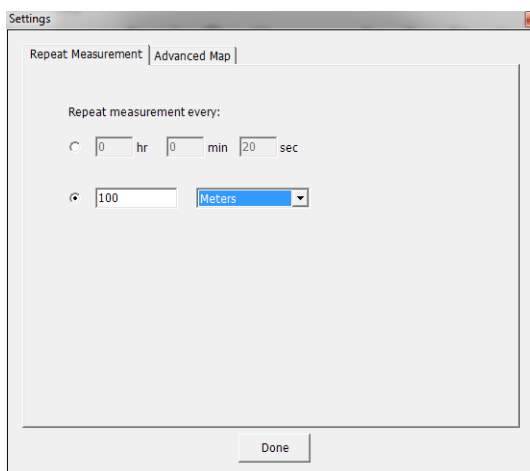 Settings
Repeat Measurement Advanced Map
Repeat measurement every:
0 hr 0 min 20 sec
100 Meters
Done